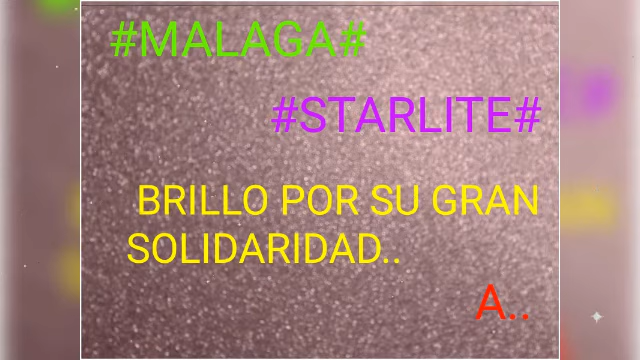 #MALAGA#
#STARLITE#
BRILLO POR SU GRAN
SOLIDARIDAD..
A..